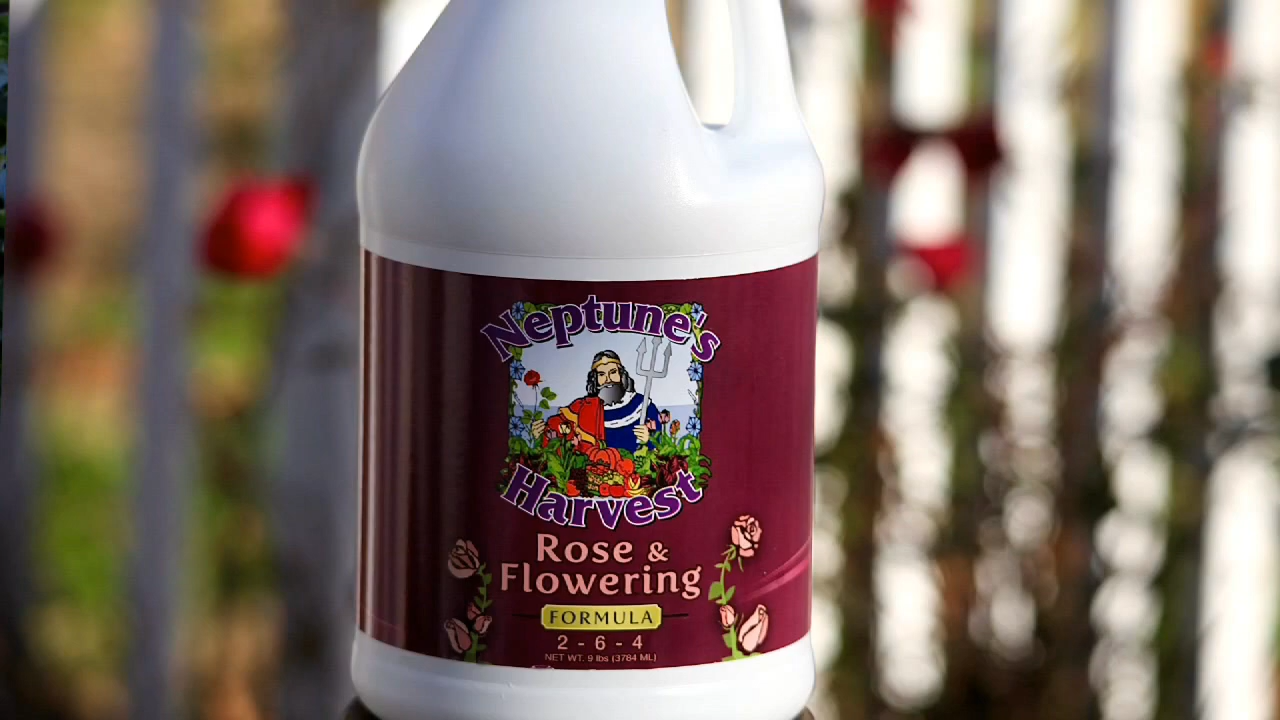 Neptune's
Harvest
Rose &
Flowering
FORMULA
2 - 6 - 4
NET WT. 9 lbs (3784 ML)